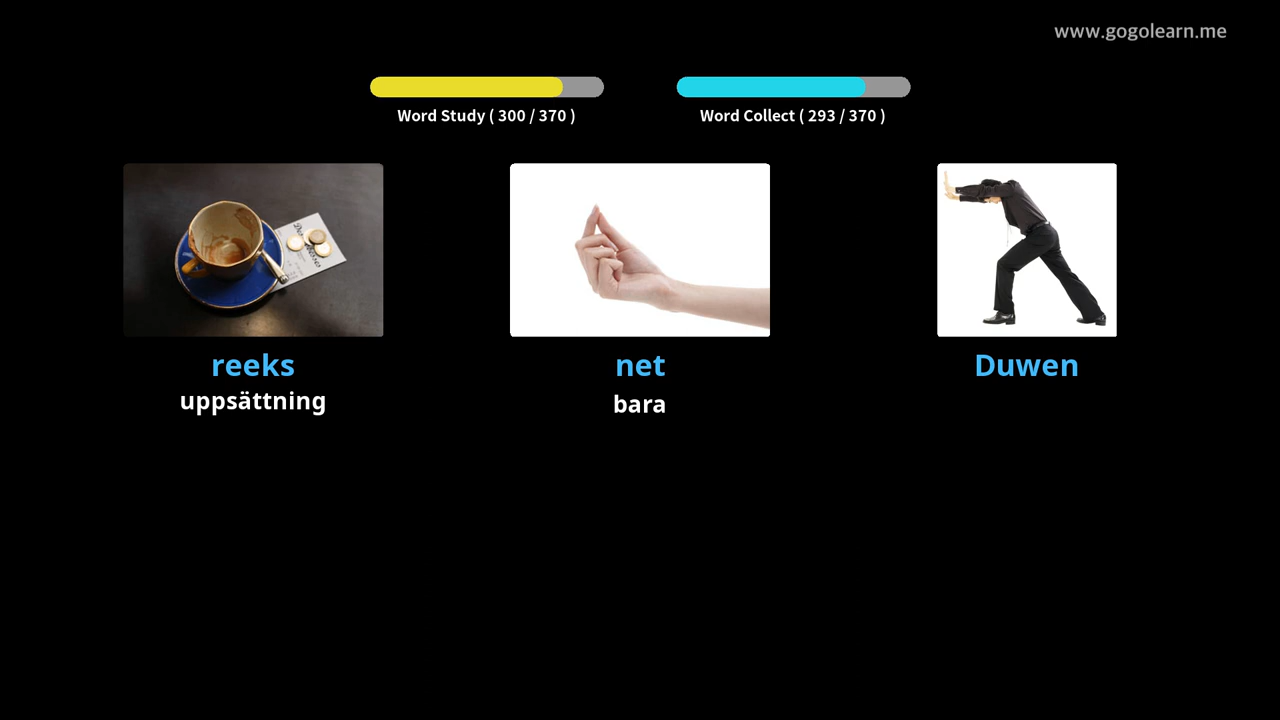 www.gogolearn.me
Word Study ( 300 / 370 )
Word Collect ( 293 / 370 )
reeks
net
Duwen
uppsättning
bara